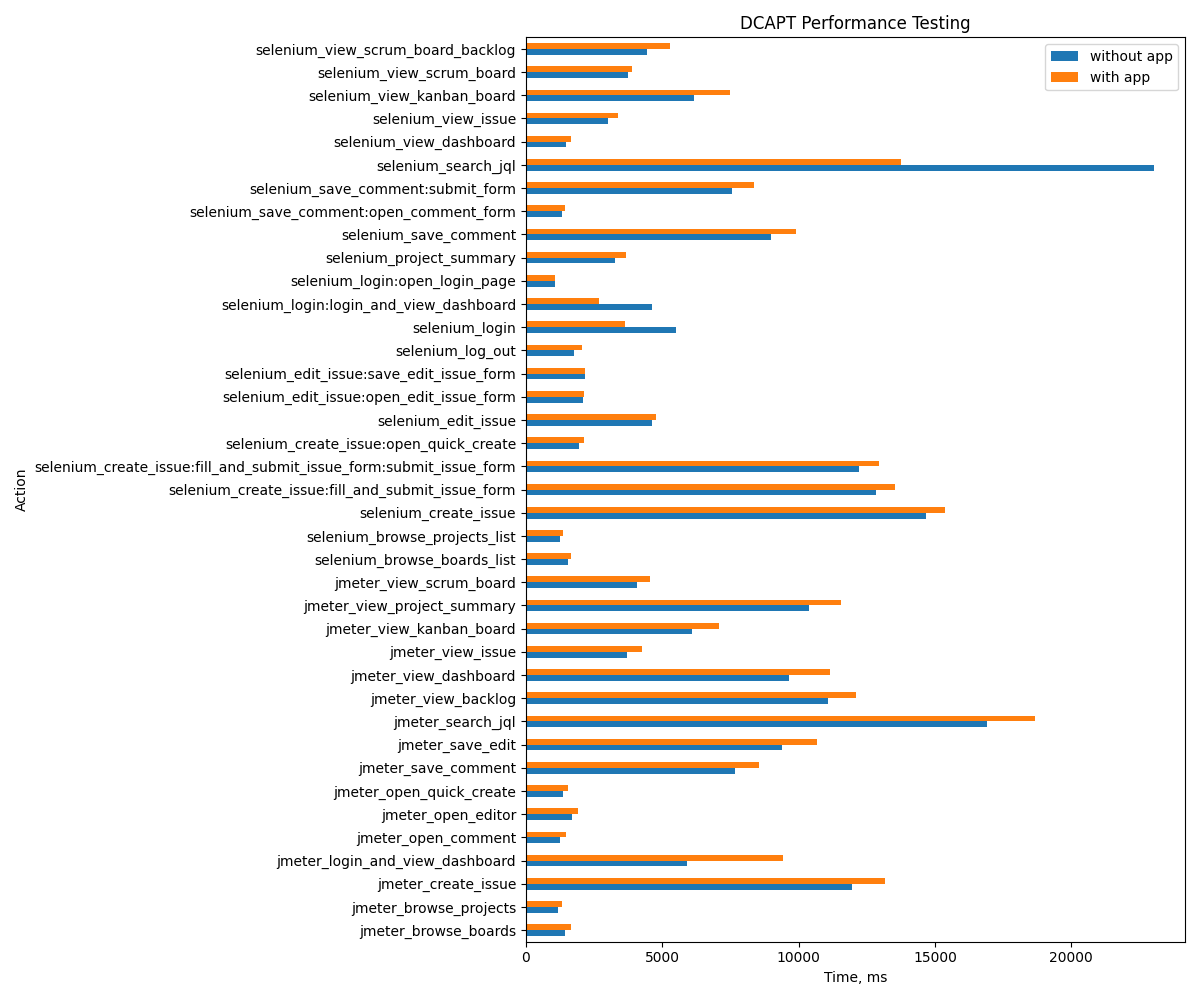 DCAPT Performance Testing
without app
with app
selenium_view_scrum_board_backlog
selenium_view_scrum_board
selenium_view_kanban_board
selenium_view_issue
selenium_view_dashboard
selenium_search_jql
selenium_save_comment:submit_form
selenium_save_comment:open_comment_form
selenium_save_comment
selenium_project_summary
selenium_login:open_login_page
selenium_login:login_and_view_dashboard
selenium_login
selenium_log_out
selenium_edit_issue:save_edit_issue_form
selenium_edit_issue:open_edit_issue_form
selenium_edit_issue
selenium_create_issue:open_quick_create
selenium_create_issue:fill_and_submit_issue_form:submit_issue_form
selenium_create_issue:fill_and_submit_issue_form
selenium_create_issue
selenium_browse_projects_list
selenium_browse_boards_list
jmeter_view_scrum_board
jmeter_view_project_summary
jmeter_view_kanban_board
jmeter_view_issue
jmeter_view_dashboard
jmeter_view_backlog
jmeter_search_jql
jmeter_save_edit
jmeter_save_comment
jmeter_open_quick_create
jmeter_open_editor
jmeter_open_comment
jmeter_login_and_view_dashboard
jmeter_create_issue
jmeter_browse_projects
jmeter_browse_boards
Action
0 5000 10000 15000 20000
Time, ms